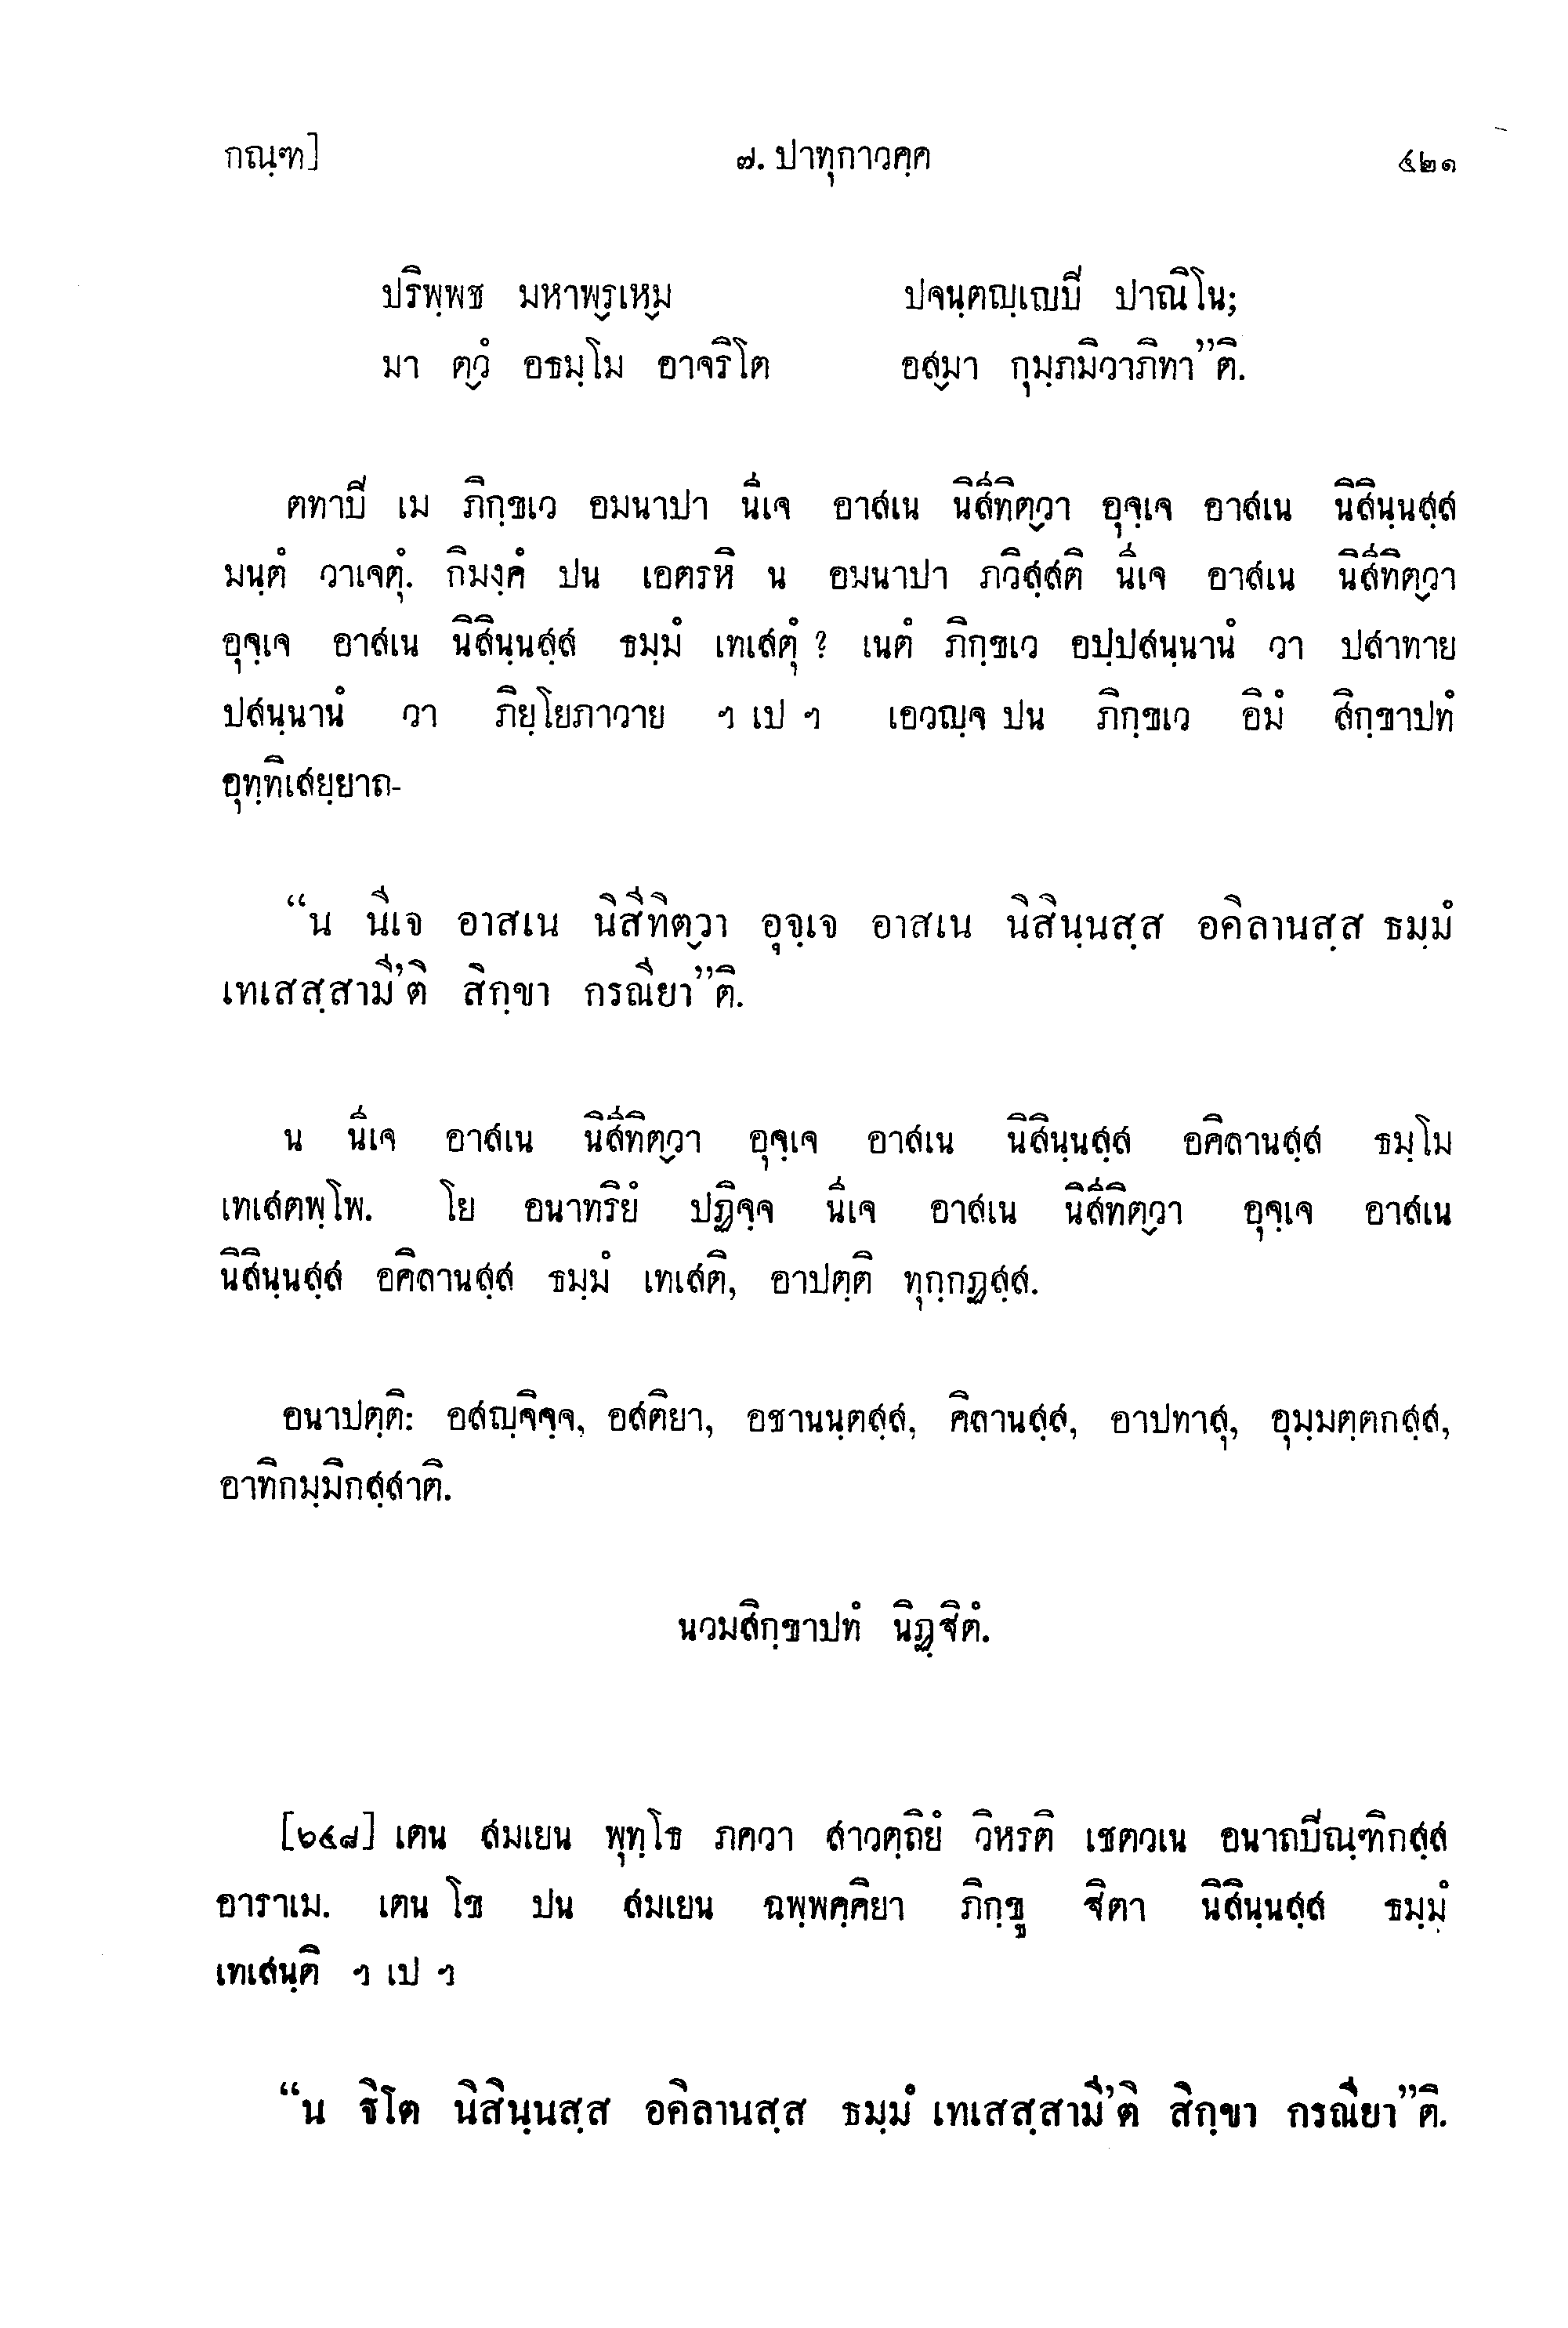 กณฺฑ] ๗. ปาทุกาวคฺค ๕๒๑
ปริพฺพช มหาพฺรเหฺม ปจนฺตญฺเญปี ปาณิโน;
มา ตฺวํ อธมฺโม อาจริโต อสฺมา กุมฺภมิวาภิทา”ติ.
ตทาปี เม ภิกฺขเว อมนาปา นีเจ อาสเน นิสีทิตฺวา อุจฺเจ อาสเน นิสินฺนสฺส
มนฺตํ วาเจตุํ. กิมงฺคํ ปน เอตรหิ น อมนาปา ภวิสฺสติ นีเจ อาสเน นิสีทิตฺวา
อุจฺเจ อาสเน นิสินฺนสฺส ธมฺมํ เทเสตุํ ? เนตํ ภิกฺขเว อปฺปสนฺนานํ วา ปสาทาย
ปสนฺนานํ วา ภิยฺโยภาวาย ฯ เป ฯ เอวญฺจ ปน ภิกฺขเว อิมํ สิกฺขาปทํ
อุทฺทิเสยฺยาถ-
“น นีเจ อาสเน นิสีทิตฺวา อุจฺเจ อาสเน นิสินฺนสฺส อคิลานสฺส ธมฺมํ
เทเสสฺสามี’ติ สิกฺขา กรณียา”ติ.
น นีเจ อาสเน นิสีทิตฺวา อุจฺเจ อาสเน นิสินฺนสฺส อคิลานสฺส ธมฺโม
เทเสตพฺโพ. โย อนาทริยํ ปฏิจฺจ นีเจ อาสเน นิสีทิตฺวา อุจฺเจ อาสเน
นิสินฺนสฺส อคิลานสฺส ธมฺมํ เทเสติ, อาปตฺติ ทุกฺกฏสฺส.
อนาปตฺติ: อสญฺจิจฺจ, อสติยา, อชานนฺตสฺส, คิลานสฺส, อาปทาสุ, อุมฺมตฺตกสฺส,
อาทิกมฺมิกสฺสาติ.
นวมสิกฺขาปทํ นิฏฺฐิตํ.
[๖๕๘] เตน สมเยน พุทฺโธ ภควา สาวตฺถิยํ วิหรติ เชตวเน อนาถปีณฺฑิกสฺส
อาราเม. เตน โข ปน สมเยน ฉพฺพคฺคิยา ภิกฺขู ฐิตา นิสินฺนสฺส ธมฺมํ
เทเสนฺติ ฯ เป ฯ
“น ฐิโต นิสินฺนสฺส อคิลานสฺส ธมฺมํ เทเสสฺสามี’ติ สิกฺขา กรณียา”ติ.